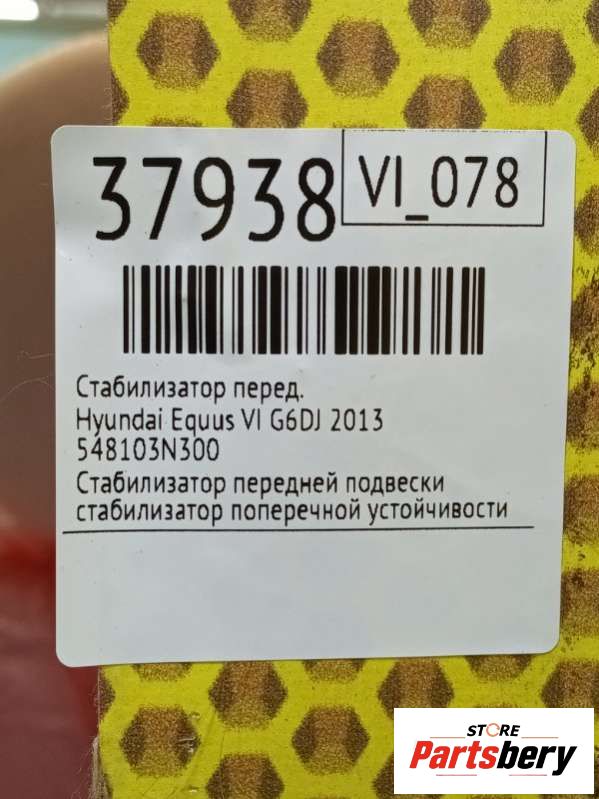 37938
VI_078
Стабилизатор перед.
Hyundai Equus VI G6DJ 2013
548103N300
Стабилизатор передней подвески
стабилизатор поперечной устойчивости
STORE
Partsbery